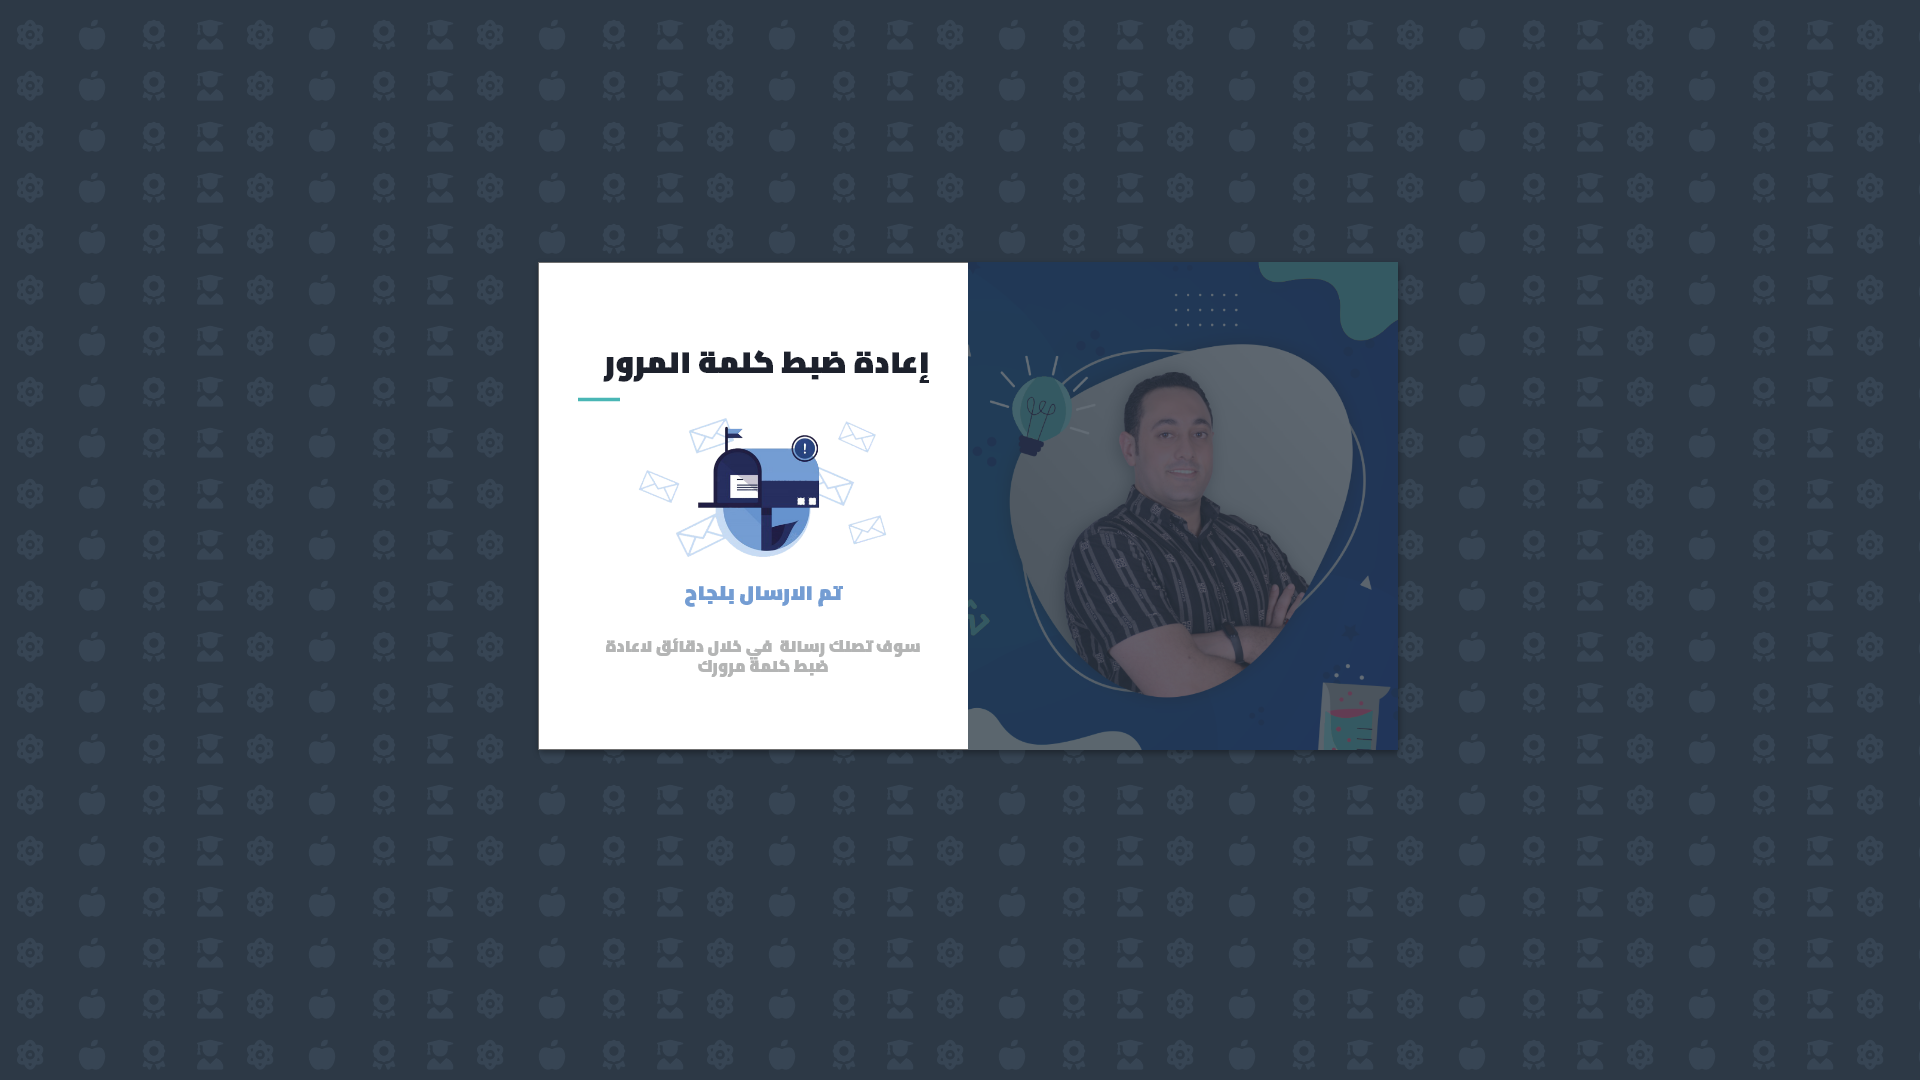 إعادة ضبط كلمة المرور
تم الارسال بنجاح
سوف تصلك رسالة في خلال دقائق لاعادة
ضبط كلمة مرورك